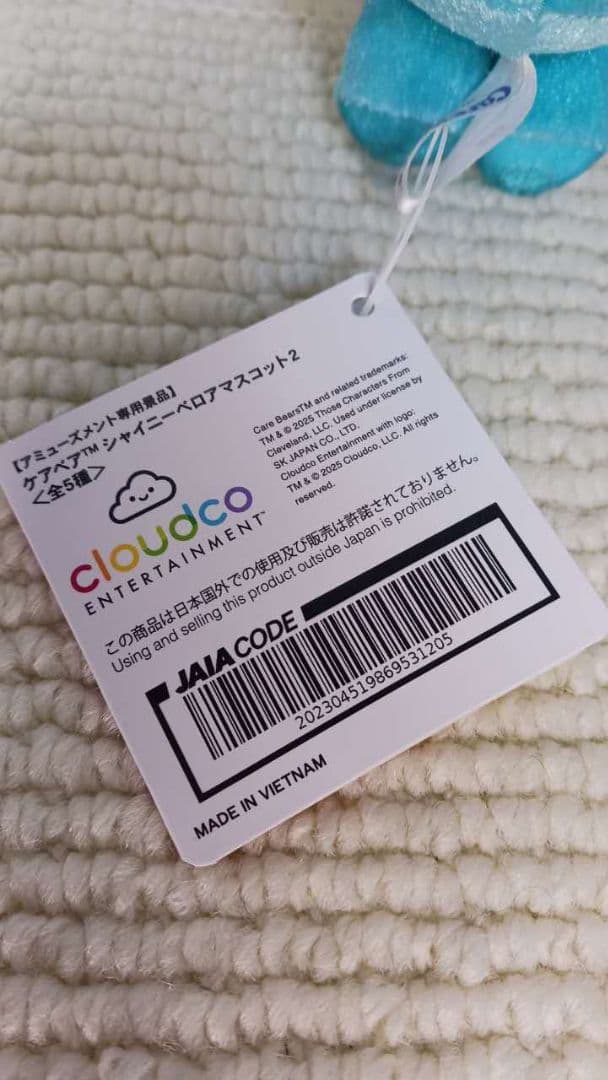 【アミューズメント専用景品】
ケアベア™ シャイニーベロアマスコット2
＜全5種＞
cloudco
ENTERTAINMENT™
Care BearsTM and related trademarks:
TM & © 2025 Those Characters From
Cleveland, LLC. Used under license by
SK JAPAN CO., LTD.
Cloudco Entertainment with logo:
TM & © 2025 Cloudco, LLC. All rights
reserved.
この商品は日本国外での使用及び販売は許諾されておりません。
Using and selling this product outside Japan is prohibited.
JAIA CODE
202304519869531205
MADE IN VIETNAM